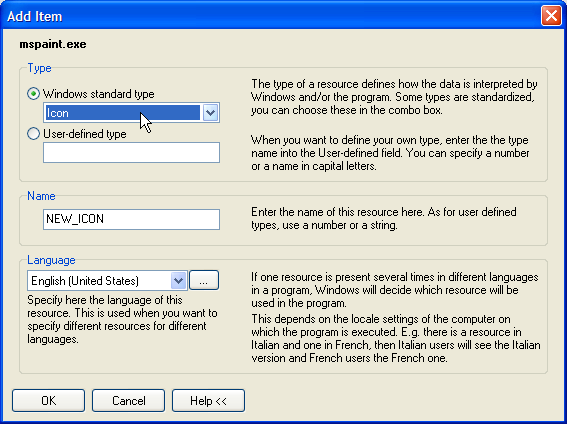 Add Item
mspaint.exe
Type
Windows standard type
Icon
User-defined type
The type of a resource defines how the data is interpreted by
Windows and/or the program. Some types are standardized,
you can choose these in the combo box.
When you want to define your own type, enter the the type
name into the User-defined field. You can specify a number
or a name in capital letters.
Name
NEW_ICON
Enter the name of this resource here. As for user defined
types, use a number or a string.
Language
English (United States)
...
Specify here the language of this
resource. This is used when you want to
specify different resources for different
languages.
If one resource is present several times in different languages
in a program, Windows will decide which resource will be
used in the program.
This depends on the locale settings of the computer on
which the program is executed. E.g. there is a resource in
Italian and one in French, then Italian users will see the Italian
version and French users the French one.
OK
Cancel
Help <<